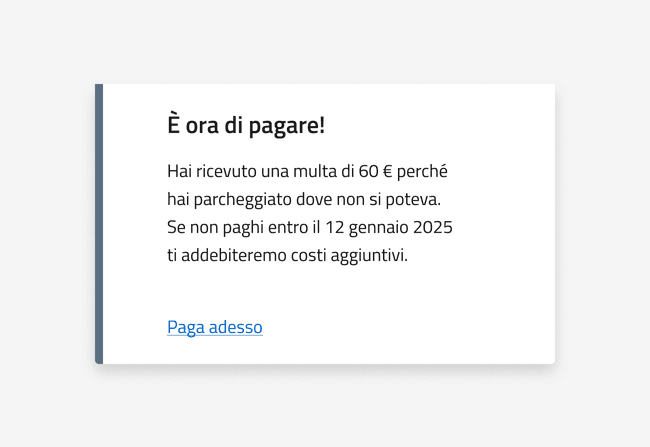 È ora di pagare!
Hai ricevuto una multa di 60 € perché
hai parcheggiato dove non si poteva.
Se non paghi entro il 12 gennaio 2025
ti addebiteremo costi aggiuntivi.
Paga adesso